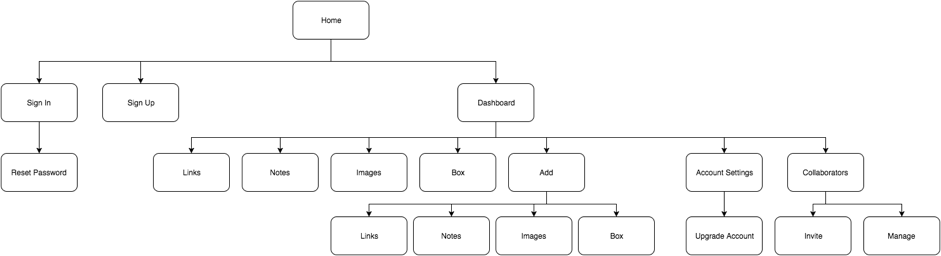 Home
Sign In
Sign Up
Dashboard
Reset Password
Links
Notes
Images
Box
Add
Account Settings
Collaborators
Links
Notes
Images
Box
Upgrade Account
Invite
Manage